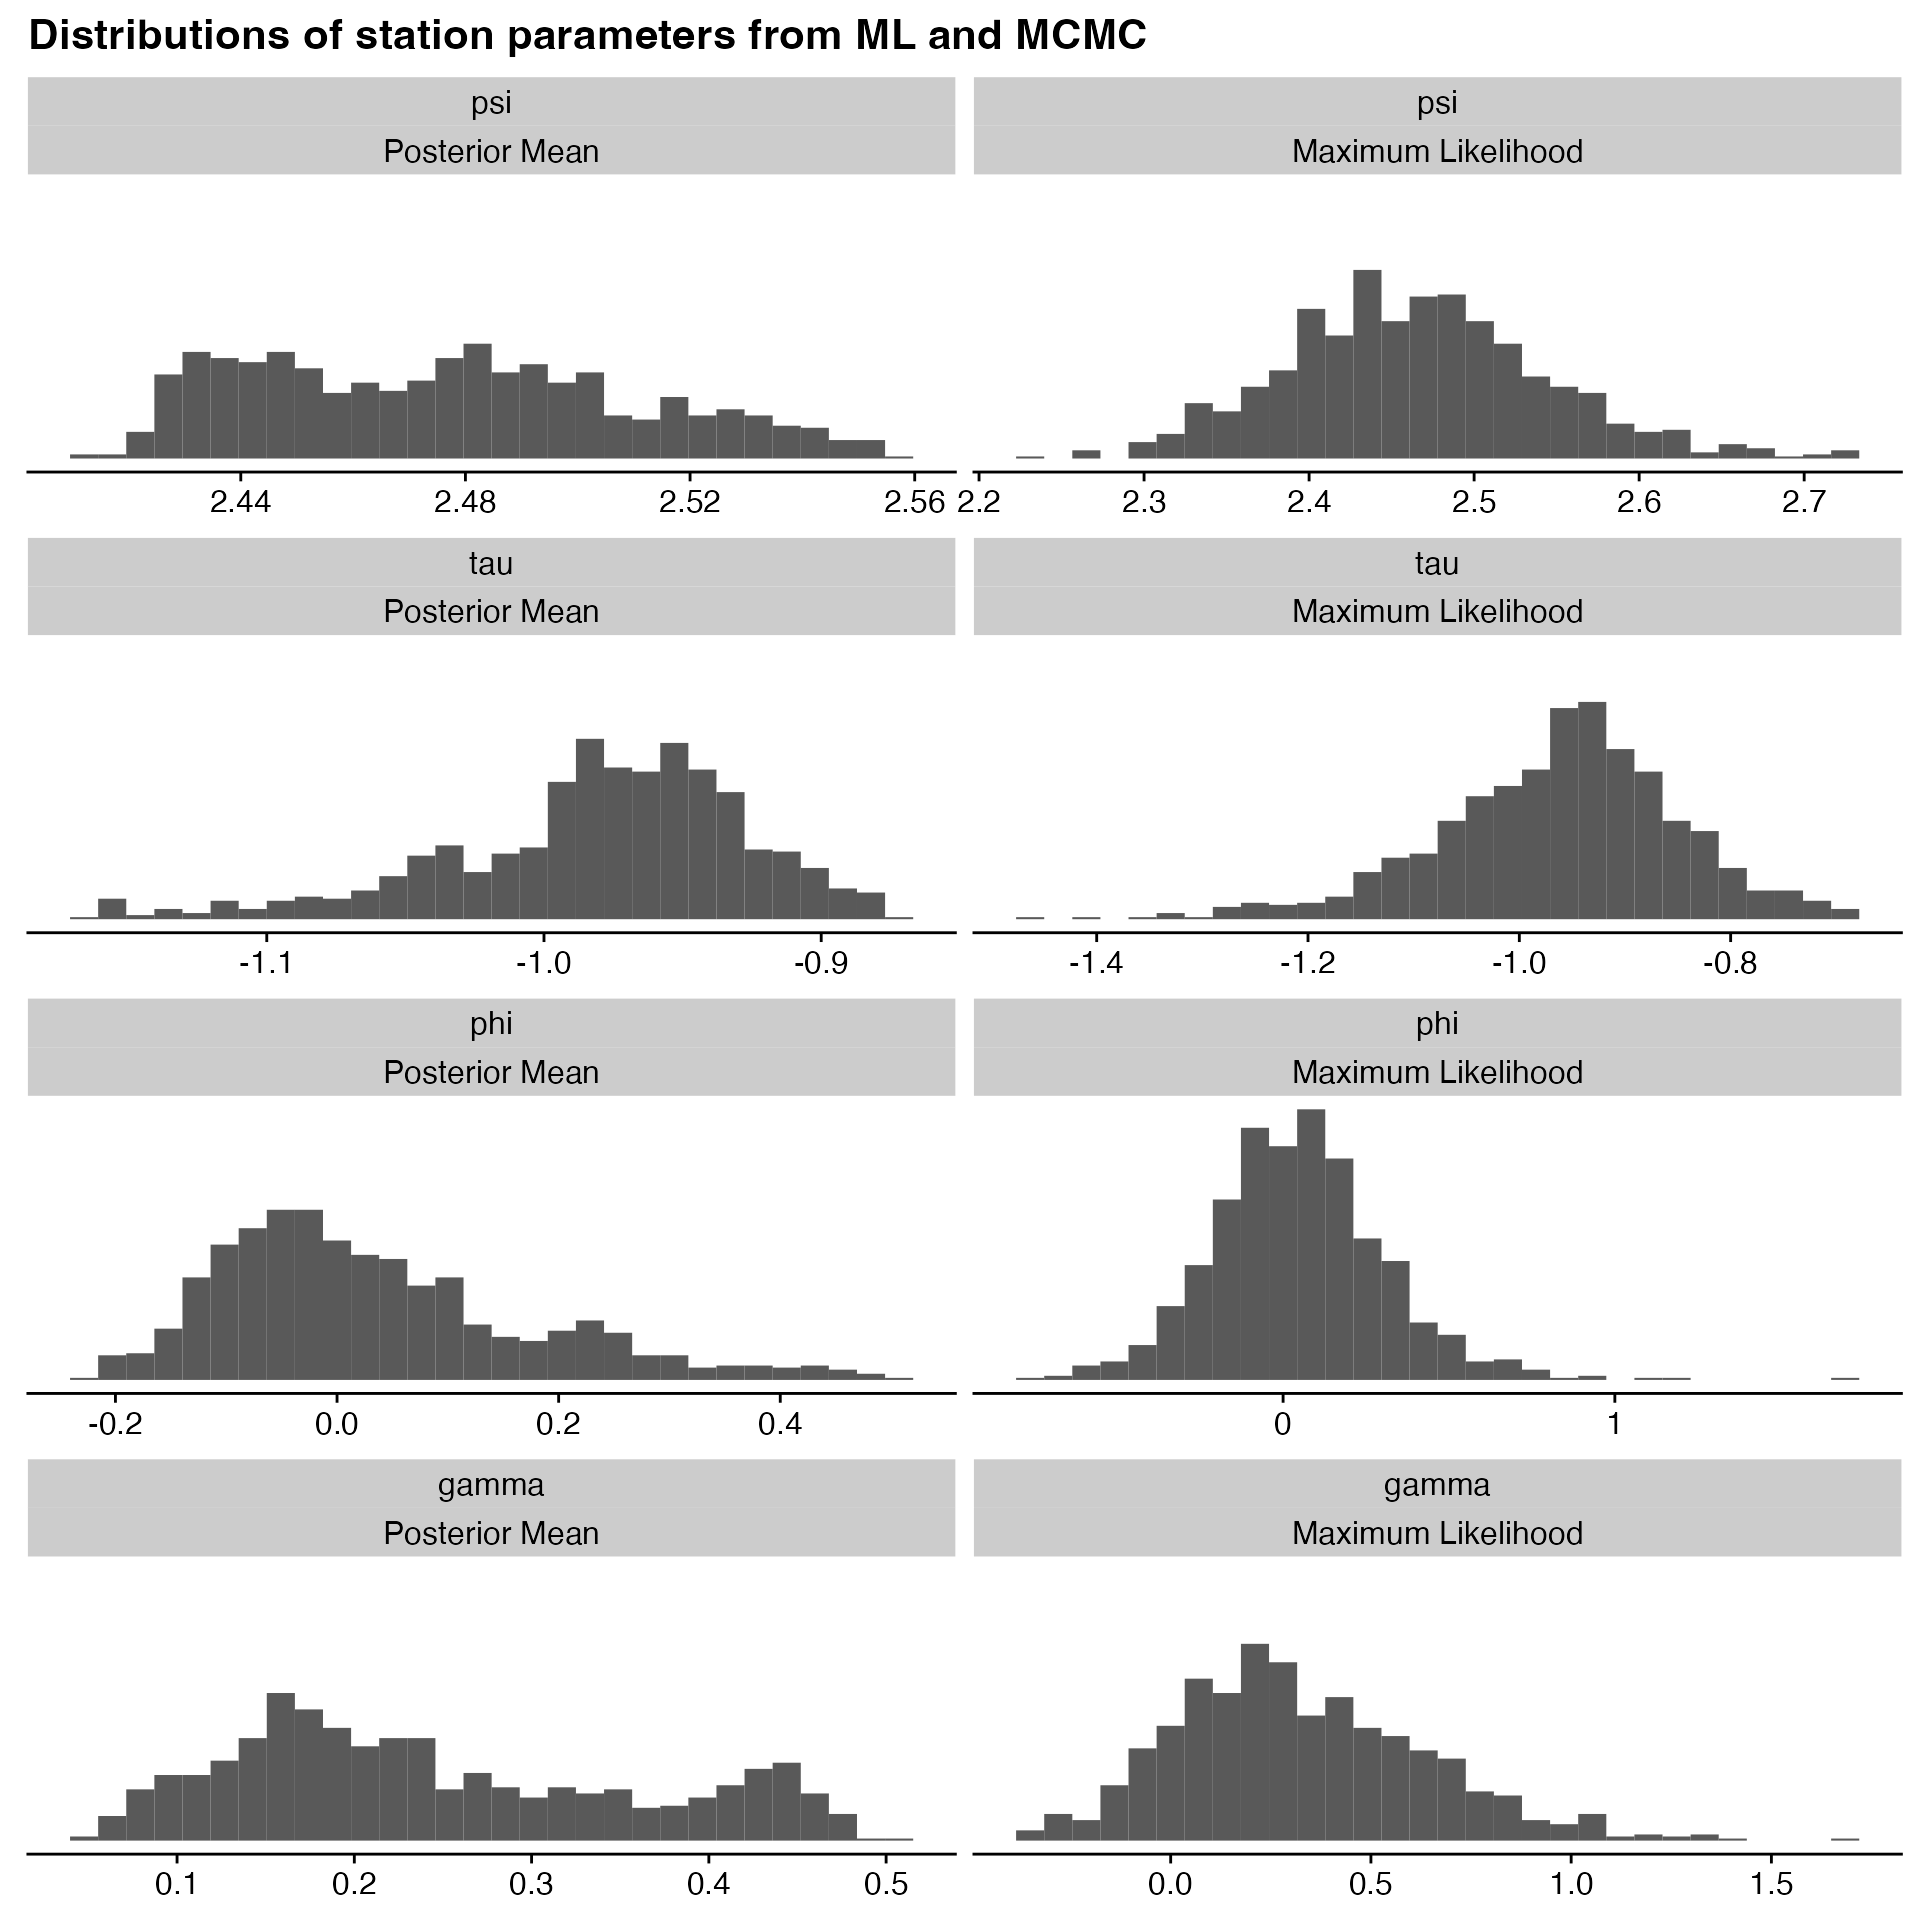 Distributions of station parameters from ML and MCMC
psi psi
Posterior Mean Maximum Likelihood
2.44 2.48 2.52 2.56 2.2 2.3 2.4 2.5 2.6 2.7
tau tau
Posterior Mean Maximum Likelihood
-1.1 -1.0 -0.9 -1.4 -1.2 -1.0 -0.8
phi phi
Posterior Mean Maximum Likelihood
-0.2 0.0 0.2 0.4 0 1
gamma gamma
Posterior Mean Maximum Likelihood
0.1 0.2 0.3 0.4 0.5 0.0 0.5 1.0 1.5